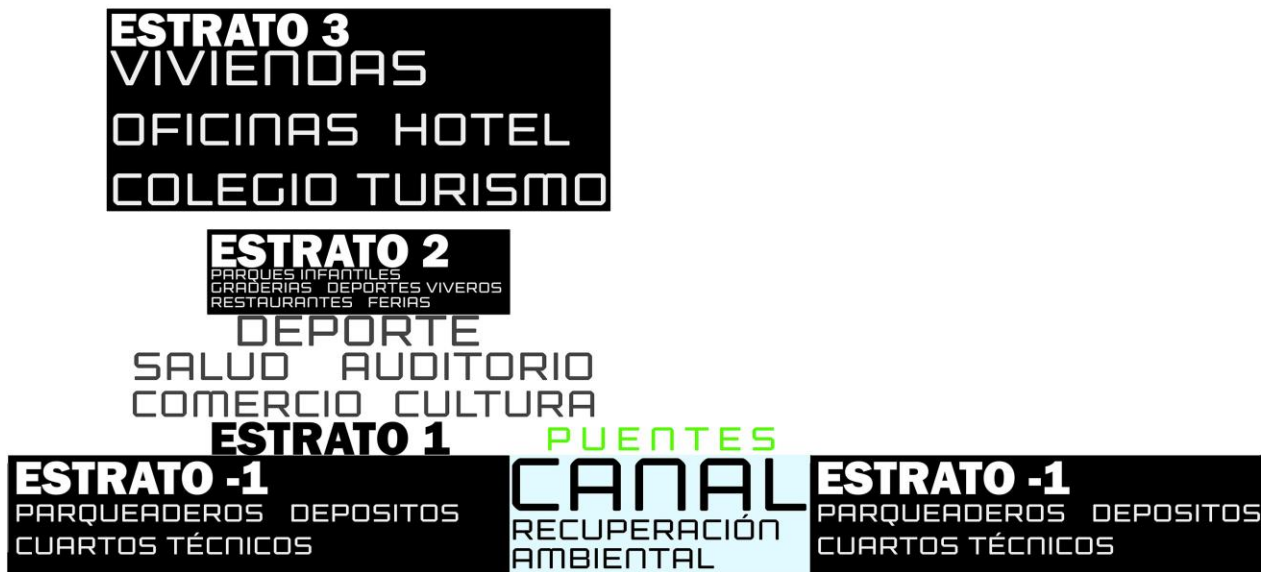 ESTRATO 3
VIVIENDAS
OFICINAS HOTEL
COLEGIO TURISMO
ESTRATO 2
PARQUES INFANTILES
GRADERIAS DEPORTES VIVEROS
RESTAURANTES FERIAS
DEPORTE
SALUD AUDITORIO
COMERCIO CULTURA
ESTRATO 1
PUENTES
ESTRATO -1
PARQUEADEROS DEPOSITOS
CUARTOS TÉCNICOS
CANAL
RECUPERACIÓN
AMBIENTAL
ESTRATO -1
PARQUEADEROS DEPOSITOS
CUARTOS TÉCNICOS